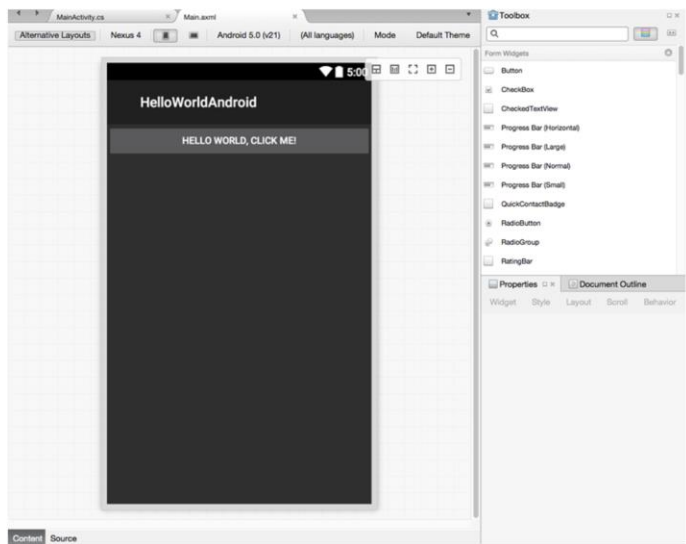 MainActivity.cs × Main.axml ×
Alternative Layouts Nexus 4 Android 5.0 (v21) (All languages) Mode Default Theme
5:00
HelloWorldAndroid
HELLO WORLD, CLICK ME!
Content Source
Toolbox
Form Widgets
Button
CheckBox
CheckedTextView
Progress Bar (Horizontal)
Progress Bar (Large)
Progress Bar (Normal)
Progress Bar (Small)
QuickContactBadge
RadioButton
RadioGroup
RatingBar
Properties Document Outline
Widget Style Layout Scroll Behavior